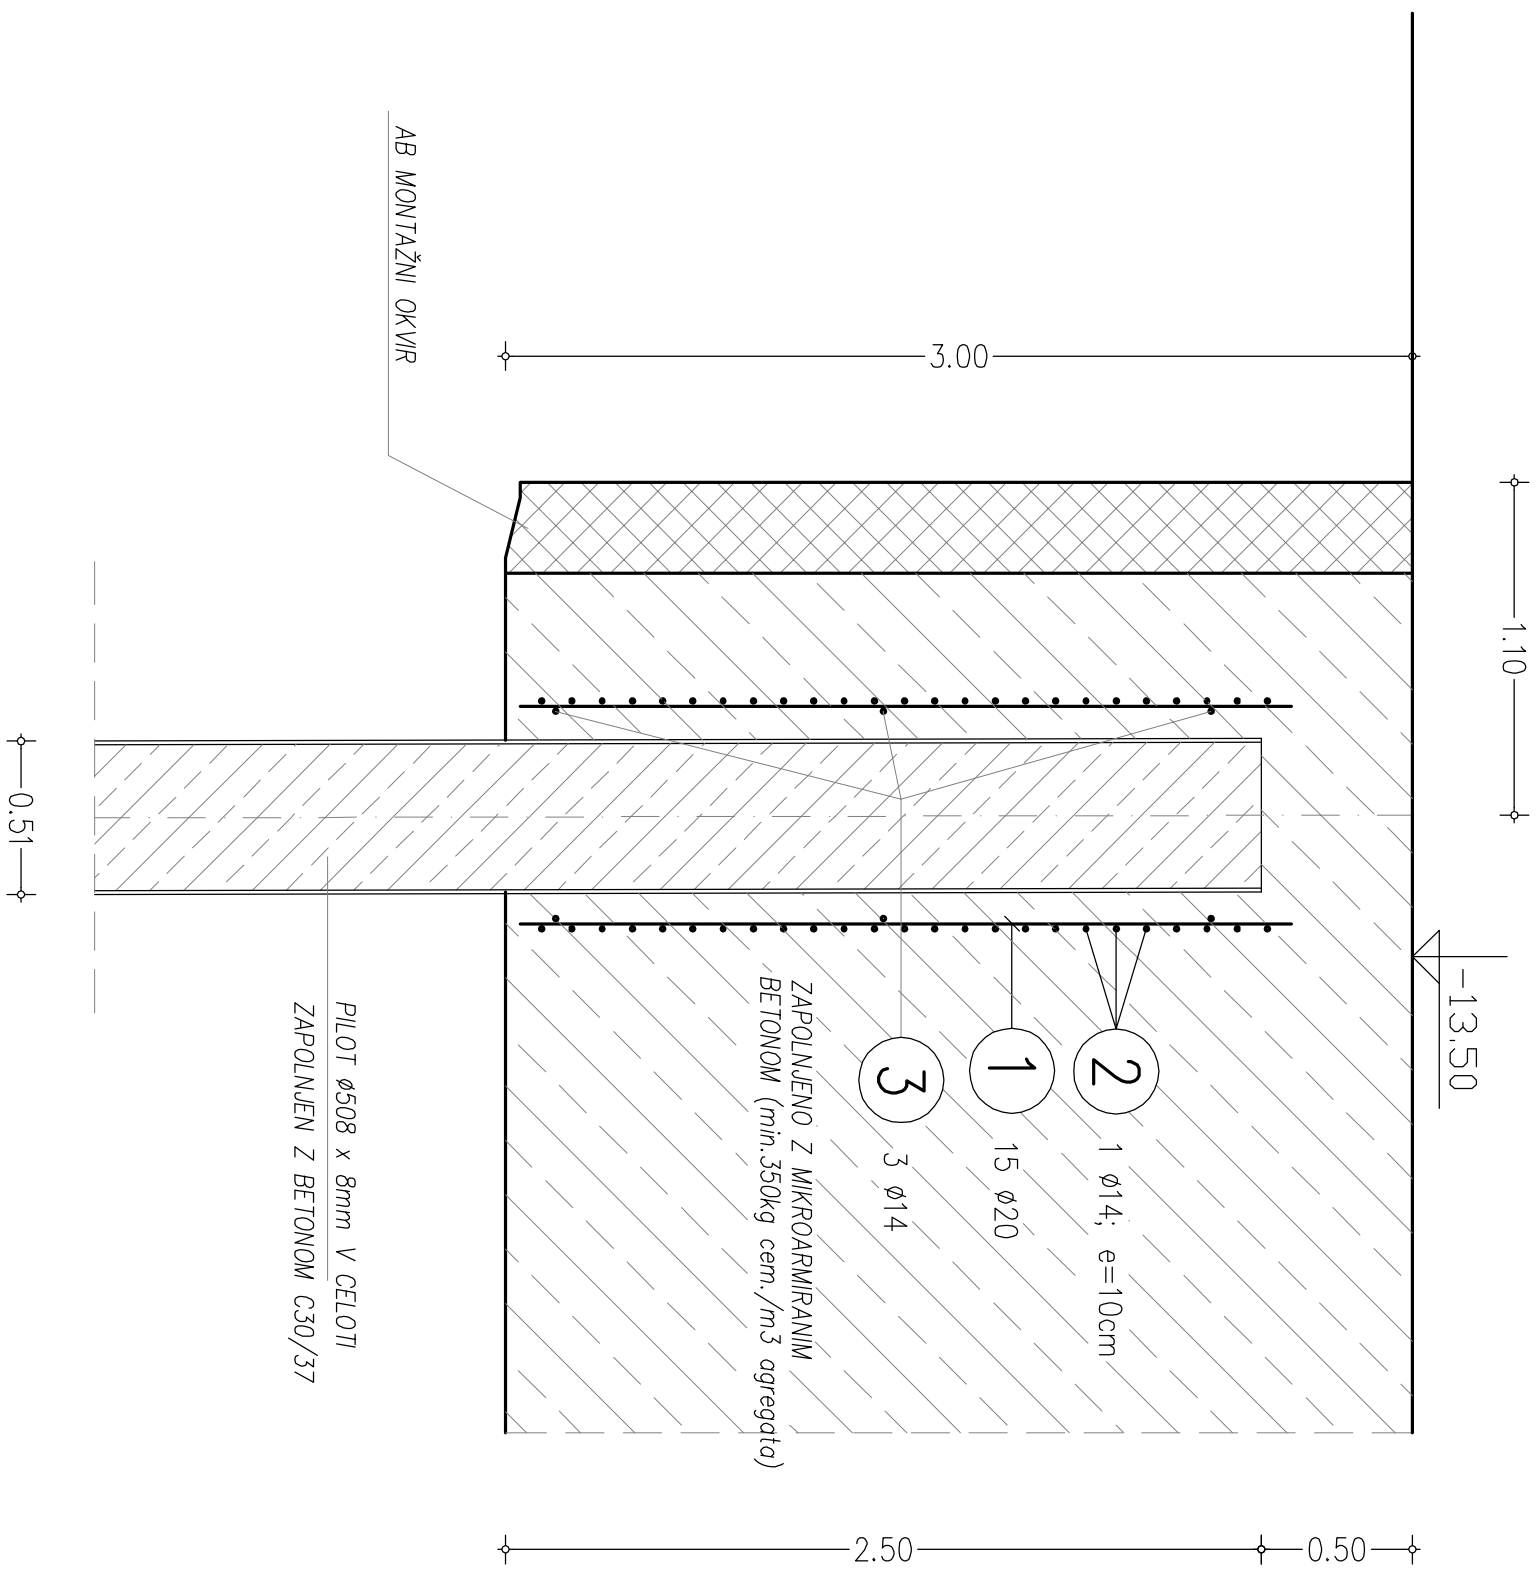 1.10
-13,50
3.00
0.50
2.50
2
1 ø14; e=10cm
1
15 ø20
3
3 ø14
ZAPOLNJENO Z MIKROARMIRANIM
BETONOM (min.350kg cem./m3 agregata)
AB MONTAŽNI OKVIR
PILOT ø508 x 8mm V CELOTI
ZAPOLNJEN Z BETONOM C30/37
0.51